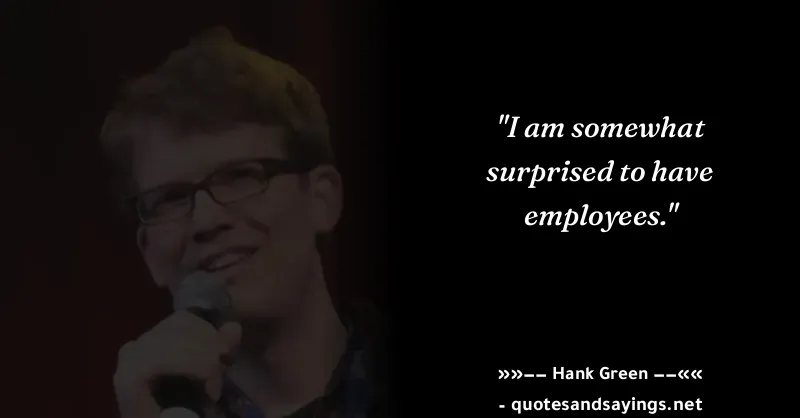 "I am somewhat
surprised to have
employees."
»»–– Hank Green ––««
- quotesandsayings.net